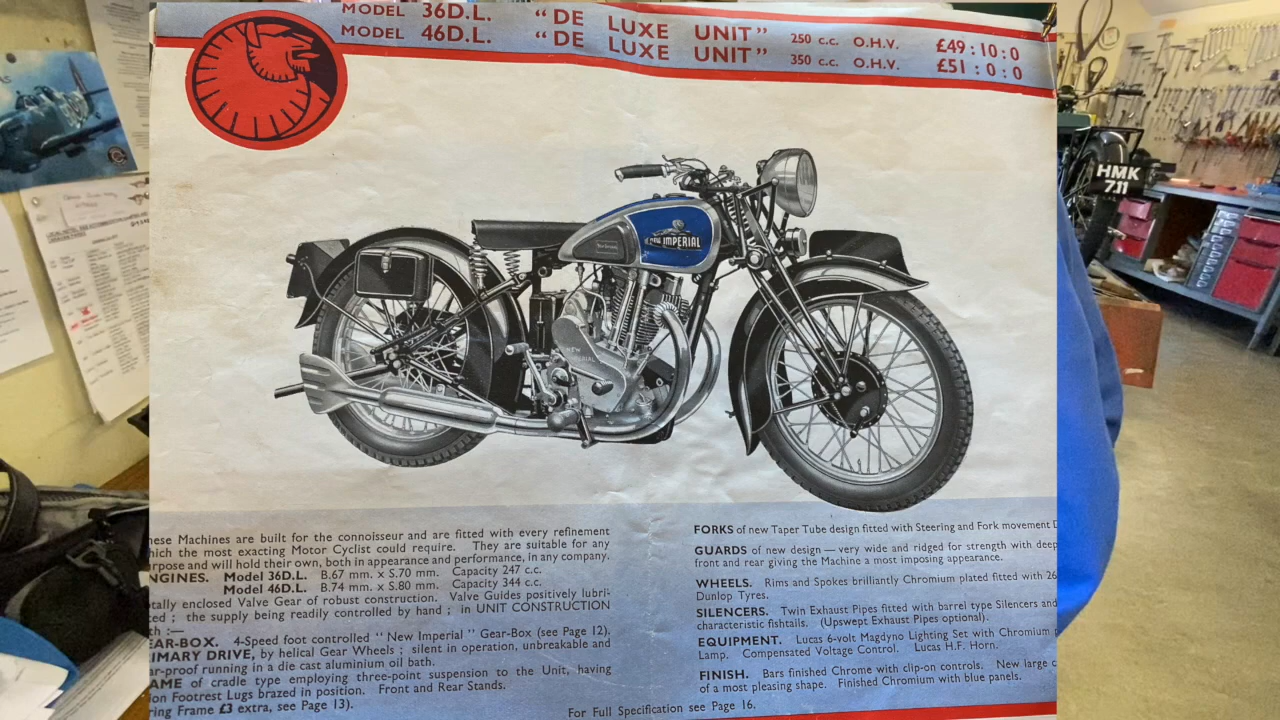 MODEL 36D.L. "DE LUXE UNIT" 250 c.c. O.H.V. £49 : 10 : 0
MODEL 46D.L. "DE LUXE UNIT" 350 c.c. O.H.V. £51 : 0 : 0
HMK
711
NEW IMPERIAL
NEW
IMPERIAL
hese Machines are built for the connoisseur and are fitted with every refinement
hich the most exacting Motor Cyclist could require. They are suitable for any
rpose and will hold their own, both in appearance and performance, in any company.
NGINES. Model 36D.L. B.67 mm. x S.70 mm. Capacity 247 c.c.
Model 46D.L. B.74 mm. x S.80 mm. Capacity 344 c.c.
otally enclosed Valve Gear of robust construction. Valve Guides positively lubri-
ted ; the supply being readily controlled by hand ; in UNIT CONSTRUCTION
th :—
EAR-BOX. 4-Speed foot controlled " New Imperial " Gear-Box (see Page 12).
RIMARY DRIVE, by helical Gear Wheels ; silent in operation, unbreakable and
ar-proof running in a die cast aluminium oil bath.
AME of cradle type employing three-point suspension to the Unit, having
ion Footrest Lugs brazed in position. Front and Rear Stands.
ring Frame £3 extra, see Page 13).
FORKS of new Taper Tube design fitted with Steering and Fork movement D
GUARDS of new design — very wide and ridged for strength with deep
front and rear giving the Machine a most imposing appearance.
WHEELS. Rims and Spokes brilliantly Chromium plated fitted with 26
Dunlop Tyres.
SILENCERS. Twin Exhaust Pipes fitted with barrel type Silencers and
characteristic fishtails. (Upswept Exhaust Pipes optional).
EQUIPMENT. Lucas 6-volt Magdyno Lighting Set with Chromium p
Lamp. Compensated Voltage Control. Lucas H.F. Horn.
FINISH. Bars finished Chrome with clip-on controls. New large c
of a most pleasing shape. Finished Chromium with blue panels.
For Full Specification see Page 16.